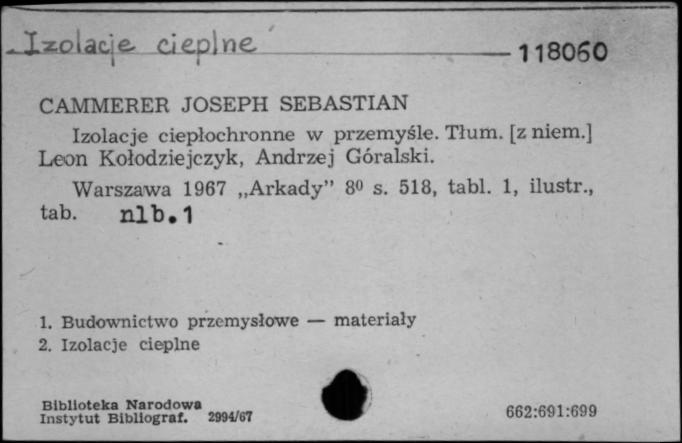 Izolacje cieplne
118060
CAMMERER JOSEPH SEBASTIAN
Izolacje ciepłochronne w przemyśle. Tłum. [z niem.]
Leon Kołodziejczyk, Andrzej Góralski.
Warszawa 1967 „Arkady” 8⁰ s. 518, tabl. 1, ilustr.,
tab. nlb.1
1. Budownictwo przemysłowe — materiały
2. Izolacje cieplne
Biblioteka Narodowa
Instytut Bibliograf. 2994/67
662:691:699